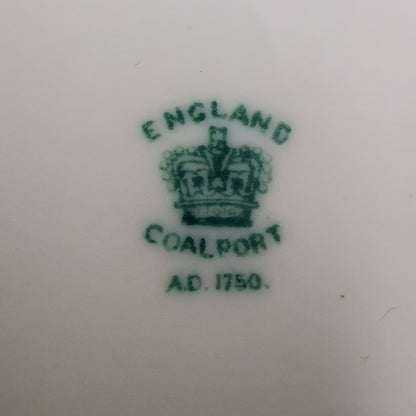 ENGLAND
COALPORT
A.D. 1750.